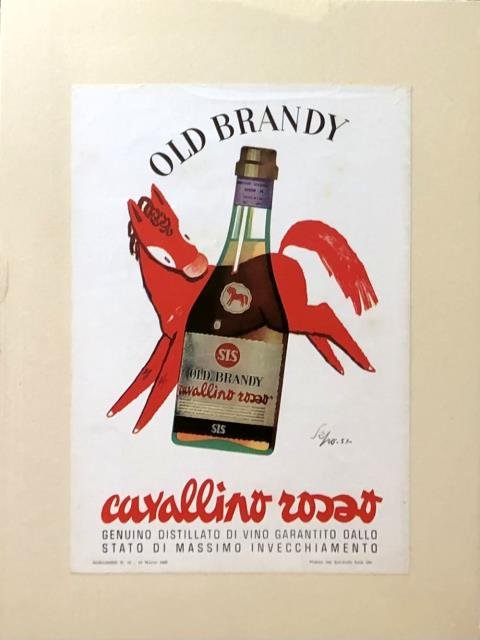 OLD BRANDY
SIS
OLD BRANDY
cavallino rosso
SIS
cavallino rosso
GENUINO DISTILLATO DI VINO GARANTITO DALLO
STATO DI MASSIMO INVECCHIAMENTO